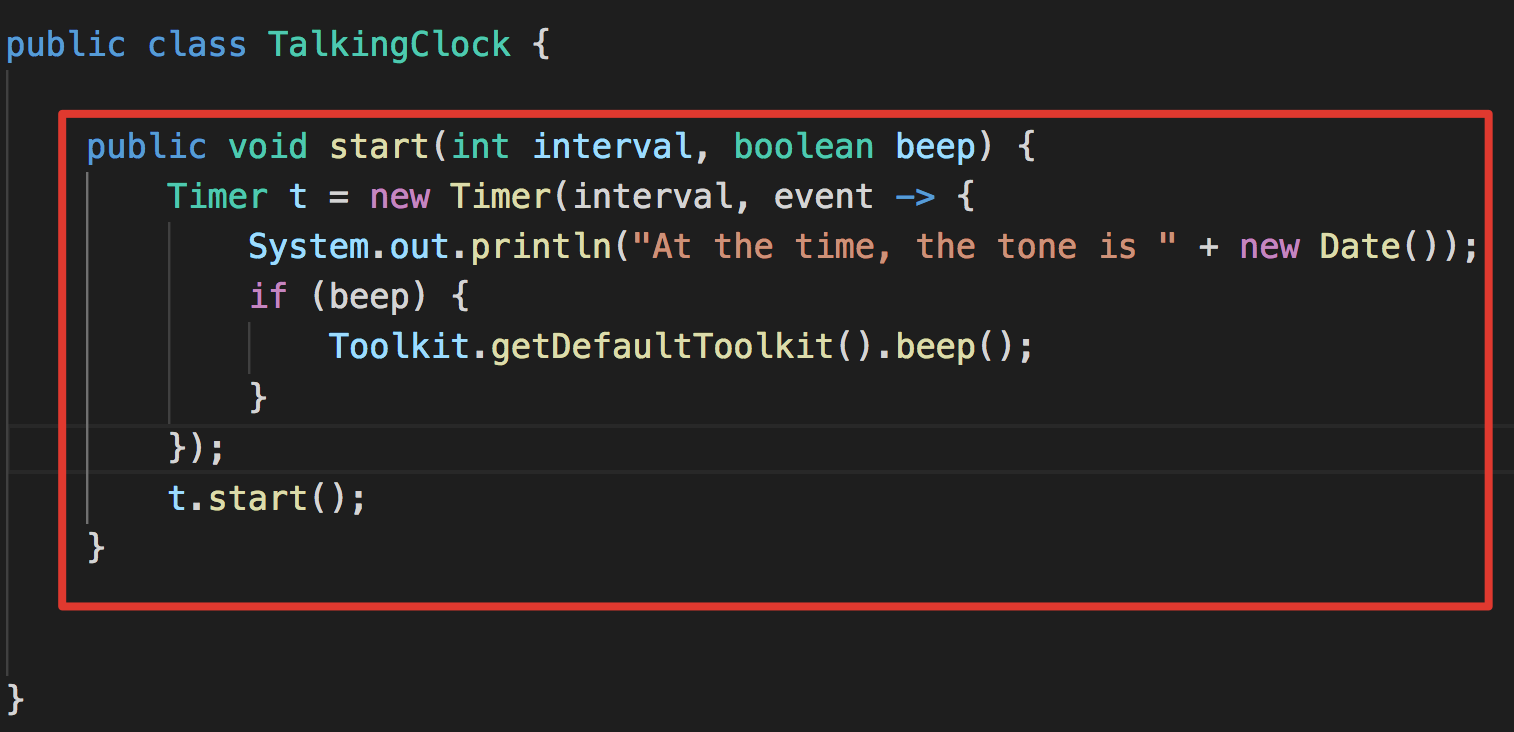 public class TalkingClock {
public void start(int interval, boolean beep) {
Timer t = new Timer(interval, event -> {
System.out.println("At the time, the tone is " + new Date());
if (beep) {
Toolkit.getDefaultToolkit().beep();
}
});
t.start();
}
}